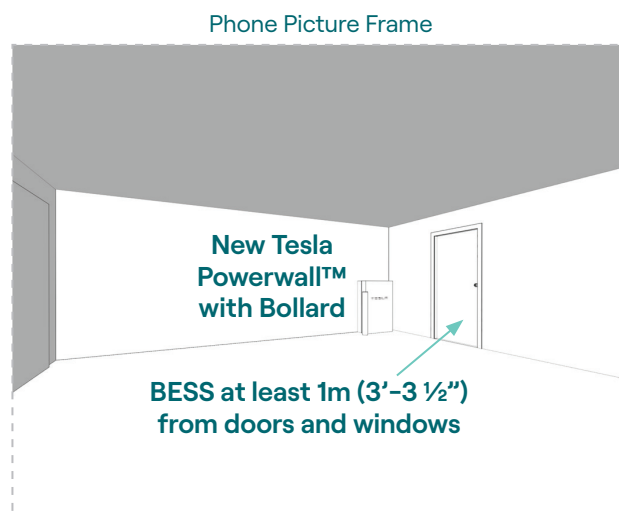 Phone Picture Frame
New Tesla
Powerwall™
with Bollard
TESLA
BESS at least 1m (3’-3 ½”)
from doors and windows